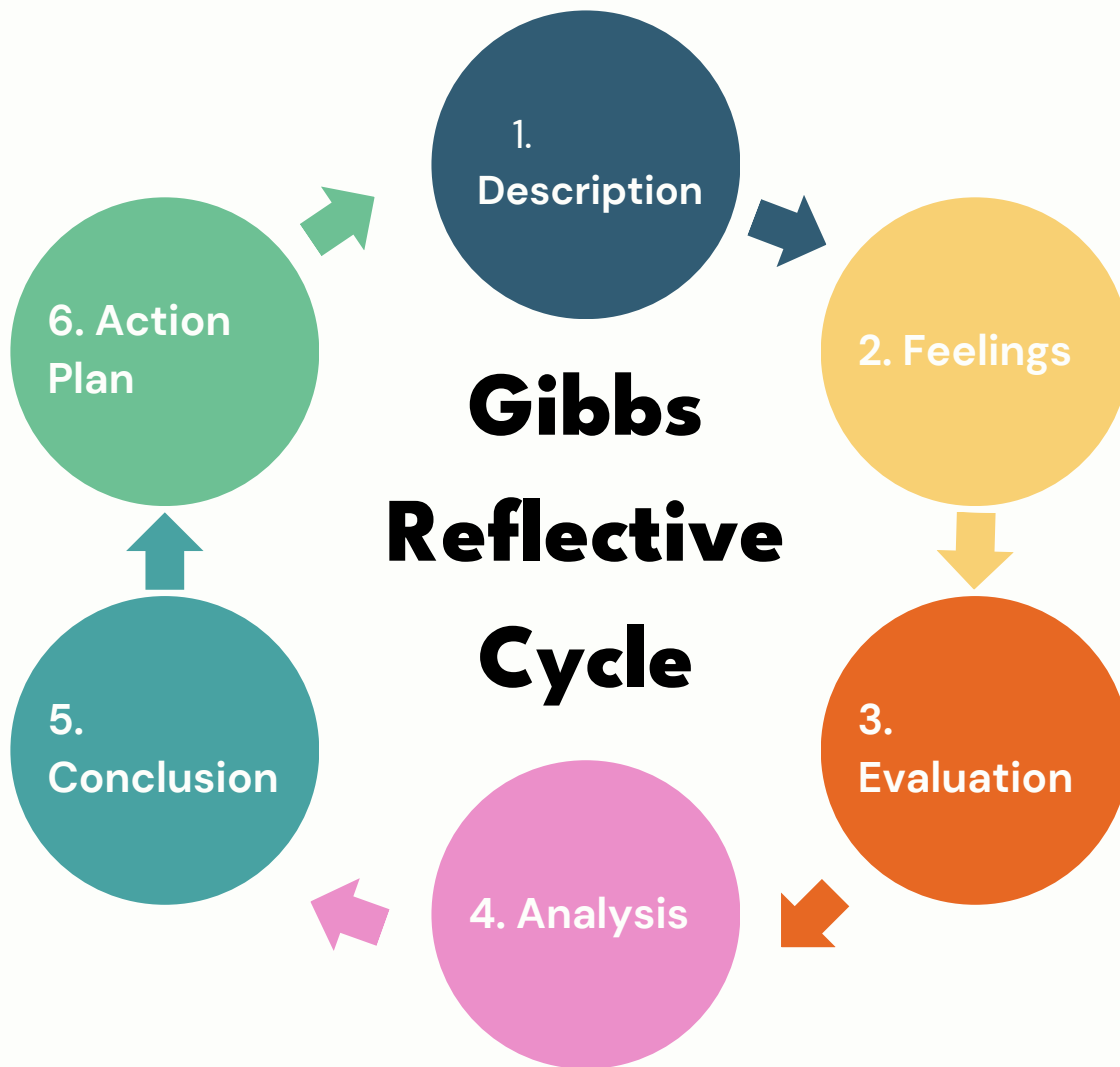 1.
Description
2. Feelings
3.
Evaluation
4. Analysis
5.
Conclusion
6. Action
Plan
Gibbs
Reflective
Cycle